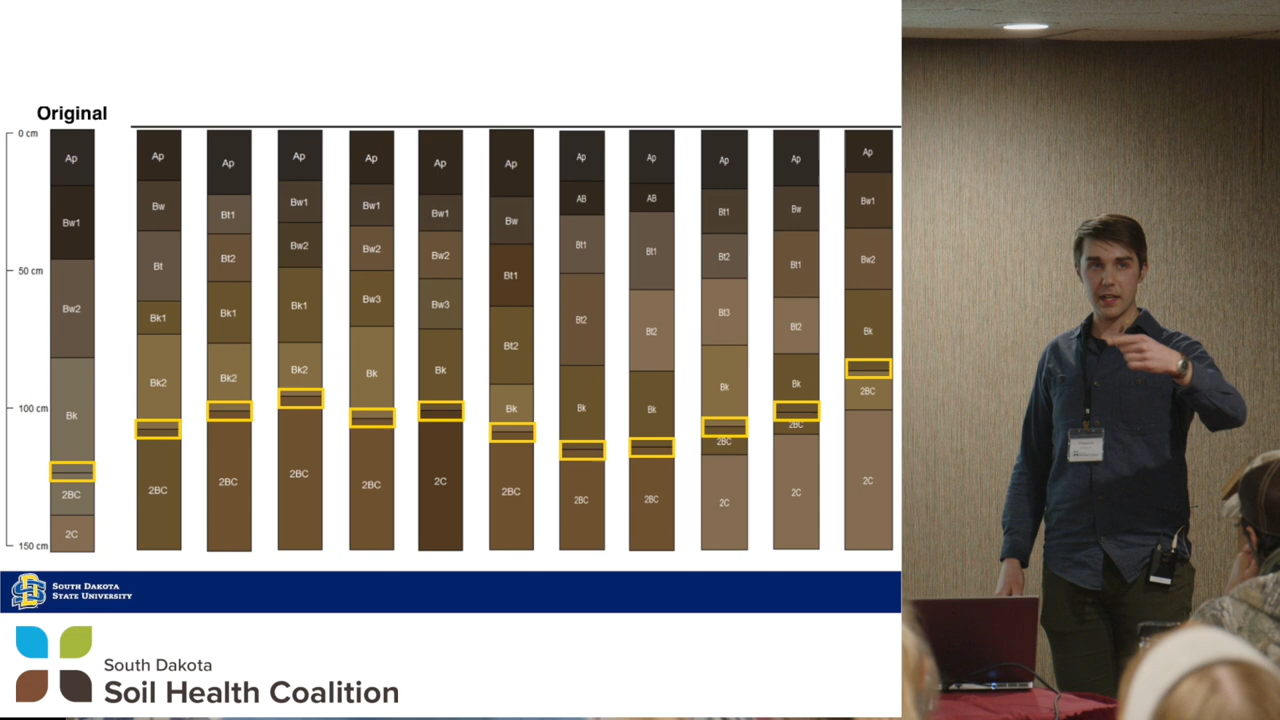 Original
0 cm
50 cm
100 cm
150 cm
Ap
Bw1
Bw2
Bk
2BC
2C
Ap
Bw
Bt
Bk1
Bk2
2BC
Ap
Bt1
Bt2
Bk1
Bk2
2BC
Ap
Bw1
Bw2
Bk1
Bk2
2BC
Ap
Bw1
Bw2
Bw3
Bk
2BC
Ap
Bw1
Bw2
Bw3
Bk
2C
Ap
Bw
Bt1
Bt2
Bk
2BC
Ap
AB
Bt1
Bt2
Bk
2BC
Ap
AB
Bt1
Bt2
Bk
2BC
Ap
Bt1
Bt2
Bt3
Bk
2BC
2C
Ap
Bw
Bt1
Bt2
Bk
2BC
2C
Ap
Bw1
Bw2
Bk
2BC
2C
SOUTH DAKOTA
STATE UNIVERSITY
South Dakota
Soil Health Coalition